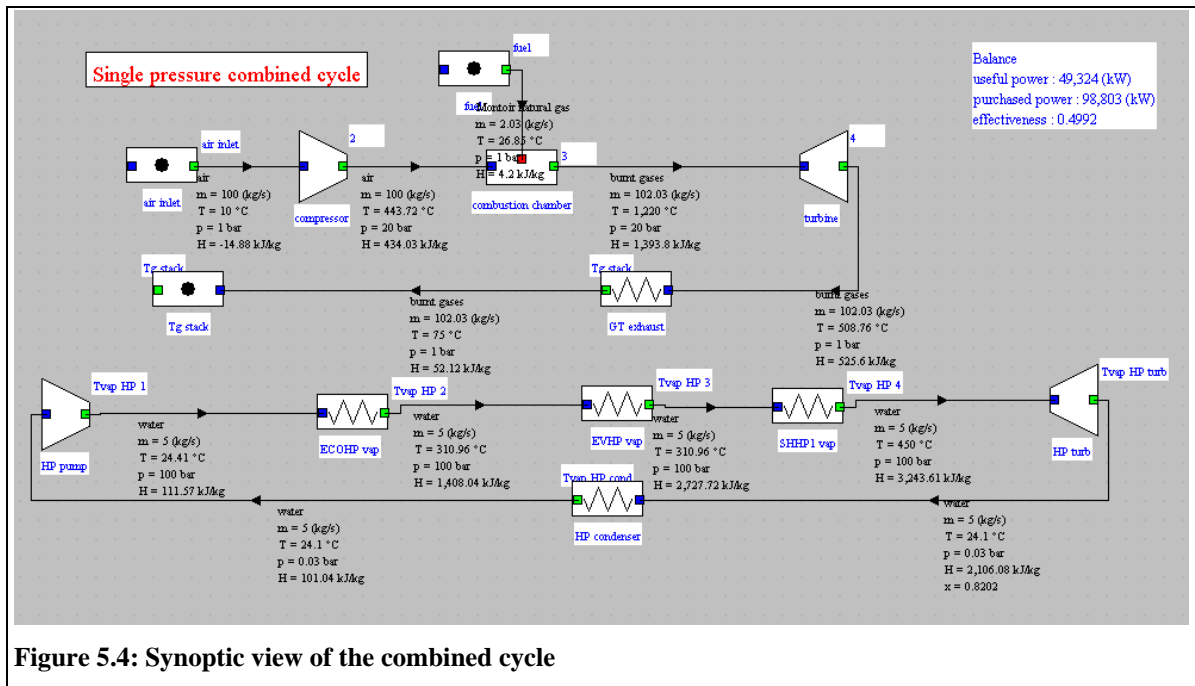 Single pressure combined cycle
fuel
fuel
Montoir natural gas
m = 2.03 (kg/s)
T = 26.85 °C
p = 1 bar
H = 4.2 kJ/kg
Balance
useful power : 49,324 (kW)
purchased power : 98,803 (kW)
effectiveness : 0.4992
air inlet
air inlet
air
m = 100 (kg/s)
T = 10 °C
p = 1 bar
H = -14.88 kJ/kg
2
compressor
air
m = 100 (kg/s)
T = 443.72 °C
p = 20 bar
H = 434.03 kJ/kg
3
combustion chamber
burnt gases
m = 102.03 (kg/s)
T = 1,220 °C
p = 20 bar
H = 1,393.8 kJ/kg
4
turbine
Tg stack
Tg stack
burnt gases
m = 102.03 (kg/s)
T = 75 °C
p = 1 bar
H = 52.12 kJ/kg
Tg stack
GT exhaust
burnt gases
m = 102.03 (kg/s)
T = 508.76 °C
p = 1 bar
H = 525.6 kJ/kg
Tvap HP 1
HP pump
water
m = 5 (kg/s)
T = 24.41 °C
p = 100 bar
H = 111.57 kJ/kg
Tvap HP 2
ECOHP vap
water
m = 5 (kg/s)
T = 310.96 °C
p = 100 bar
H = 1,408.04 kJ/kg
Tvap HP 3
EVHP vap
water
m = 5 (kg/s)
T = 310.96 °C
p = 100 bar
H = 2,727.72 kJ/kg
Tvap HP 4
SHHP1 vap
water
m = 5 (kg/s)
T = 450 °C
p = 100 bar
H = 3,243.61 kJ/kg
Tvap HP turb
HP turb
Tvap HP cond
HP condenser
water
m = 5 (kg/s)
T = 24.1 °C
p = 0.03 bar
H = 101.04 kJ/kg
water
m = 5 (kg/s)
T = 24.1 °C
p = 0.03 bar
H = 2,106.08 kJ/kg
x = 0.8202
Figure 5.4: Synoptic view of the combined cycle